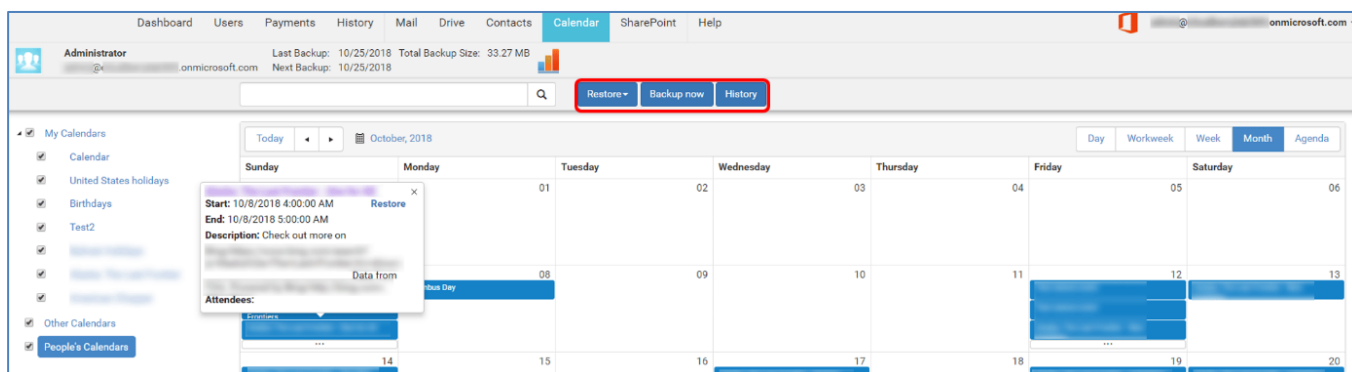 Dashboard Users Payments History Mail Drive Contacts Calendar SharePoint Help @ onmicrosoft.com
Administrator Last Backup: 10/25/2018 Total Backup Size: 33.27 MB
@ .onmicrosoft.com Next Backup: 10/25/2018
Restore Backup now History
My Calendars Today October, 2018 Day Workweek Week Month Agenda
Calendar
Sunday Monday Tuesday Wednesday Thursday Friday Saturday
United States holidays
01 02 03 04 05 06
Birthdays
Test2
×
Start: 10/8/2018 4:00:00 AM Restore
End: 10/8/2018 5:00:00 AM
Description: Check out more on
Data from
Attendees:
08 09 10 11 12 13
nbus Day
Frontiers
... ...
Other Calendars
People's Calendars
14 15 16 17 18 19 20